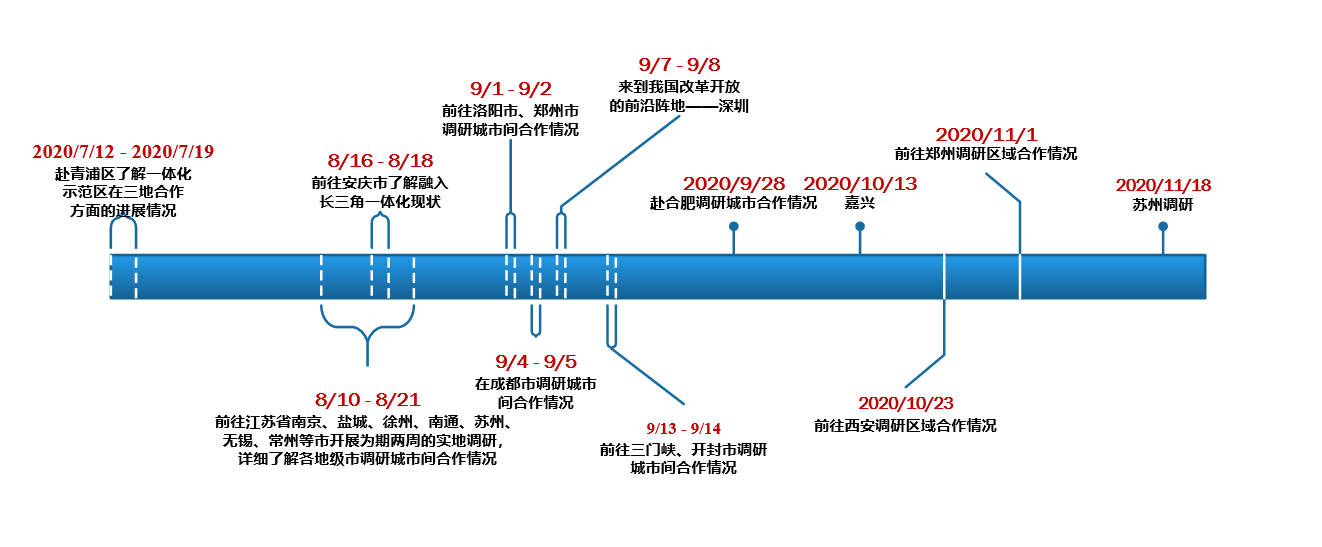 2020/7/12 - 2020/7/19
赴青浦区了解一体化
示范区在三地合作
方面的进展情况
8/16 - 8/18
前往安庆市了解融入
长三角一体化现状
9/1 - 9/2
前往洛阳市、郑州市
调研城市间合作情况
9/7 - 9/8
来到我国改革开放
的前沿阵地——深圳
2020/9/28
赴合肥调研城市合作情况
2020/10/13
嘉兴
2020/11/1
前往郑州调研区域合作情况
2020/11/18
苏州调研
8/10 - 8/21
前往江苏省南京、盐城、徐州、南通、苏州、
无锡、常州等市开展为期两周的实地调研，
详细了解各地级市调研城市间合作情况
9/4 - 9/5
在成都市调研城市
间合作情况
9/13 - 9/14
前往三门峡、开封市调研
城市间合作情况
2020/10/23
前往西安调研区域合作情况